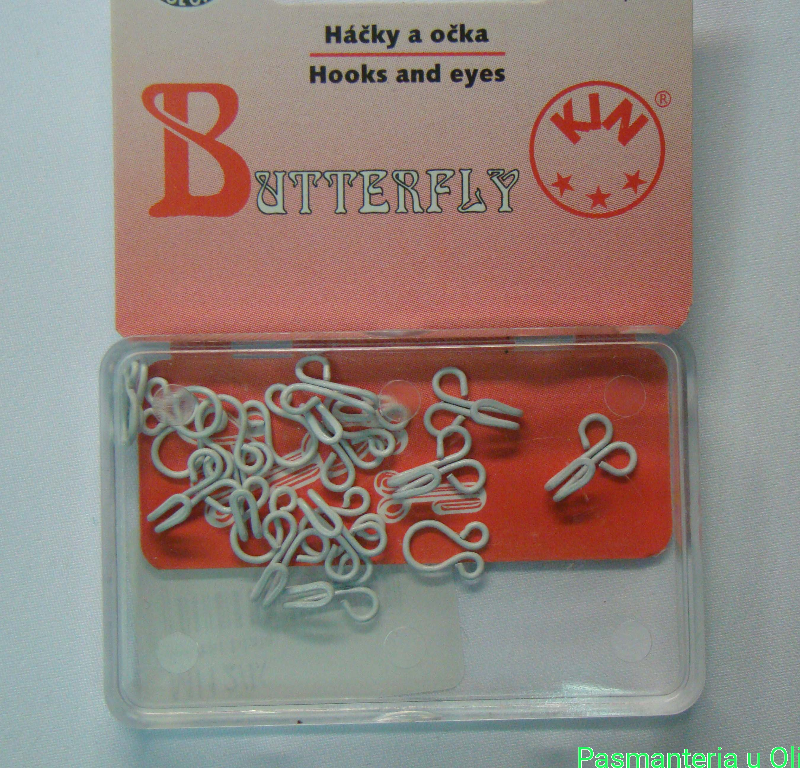 Háčky a očka
Hooks and eyes
BUTTERFLY
KIN ®
Pasmanteria u Oli